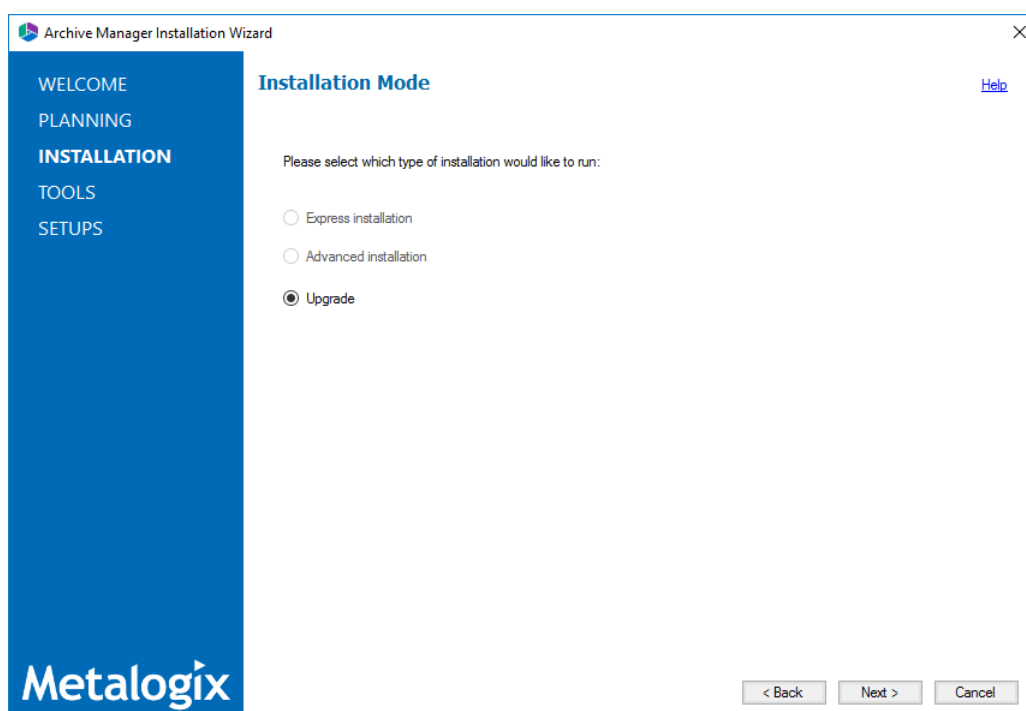 Archive Manager Installation Wizard
WELCOME
PLANNING
INSTALLATION
TOOLS
SETUPS
Installation Mode
Help
Please select which type of installation would like to run:
Express installation
Advanced installation
Upgrade
Metalogix
< Back
Next >
Cancel